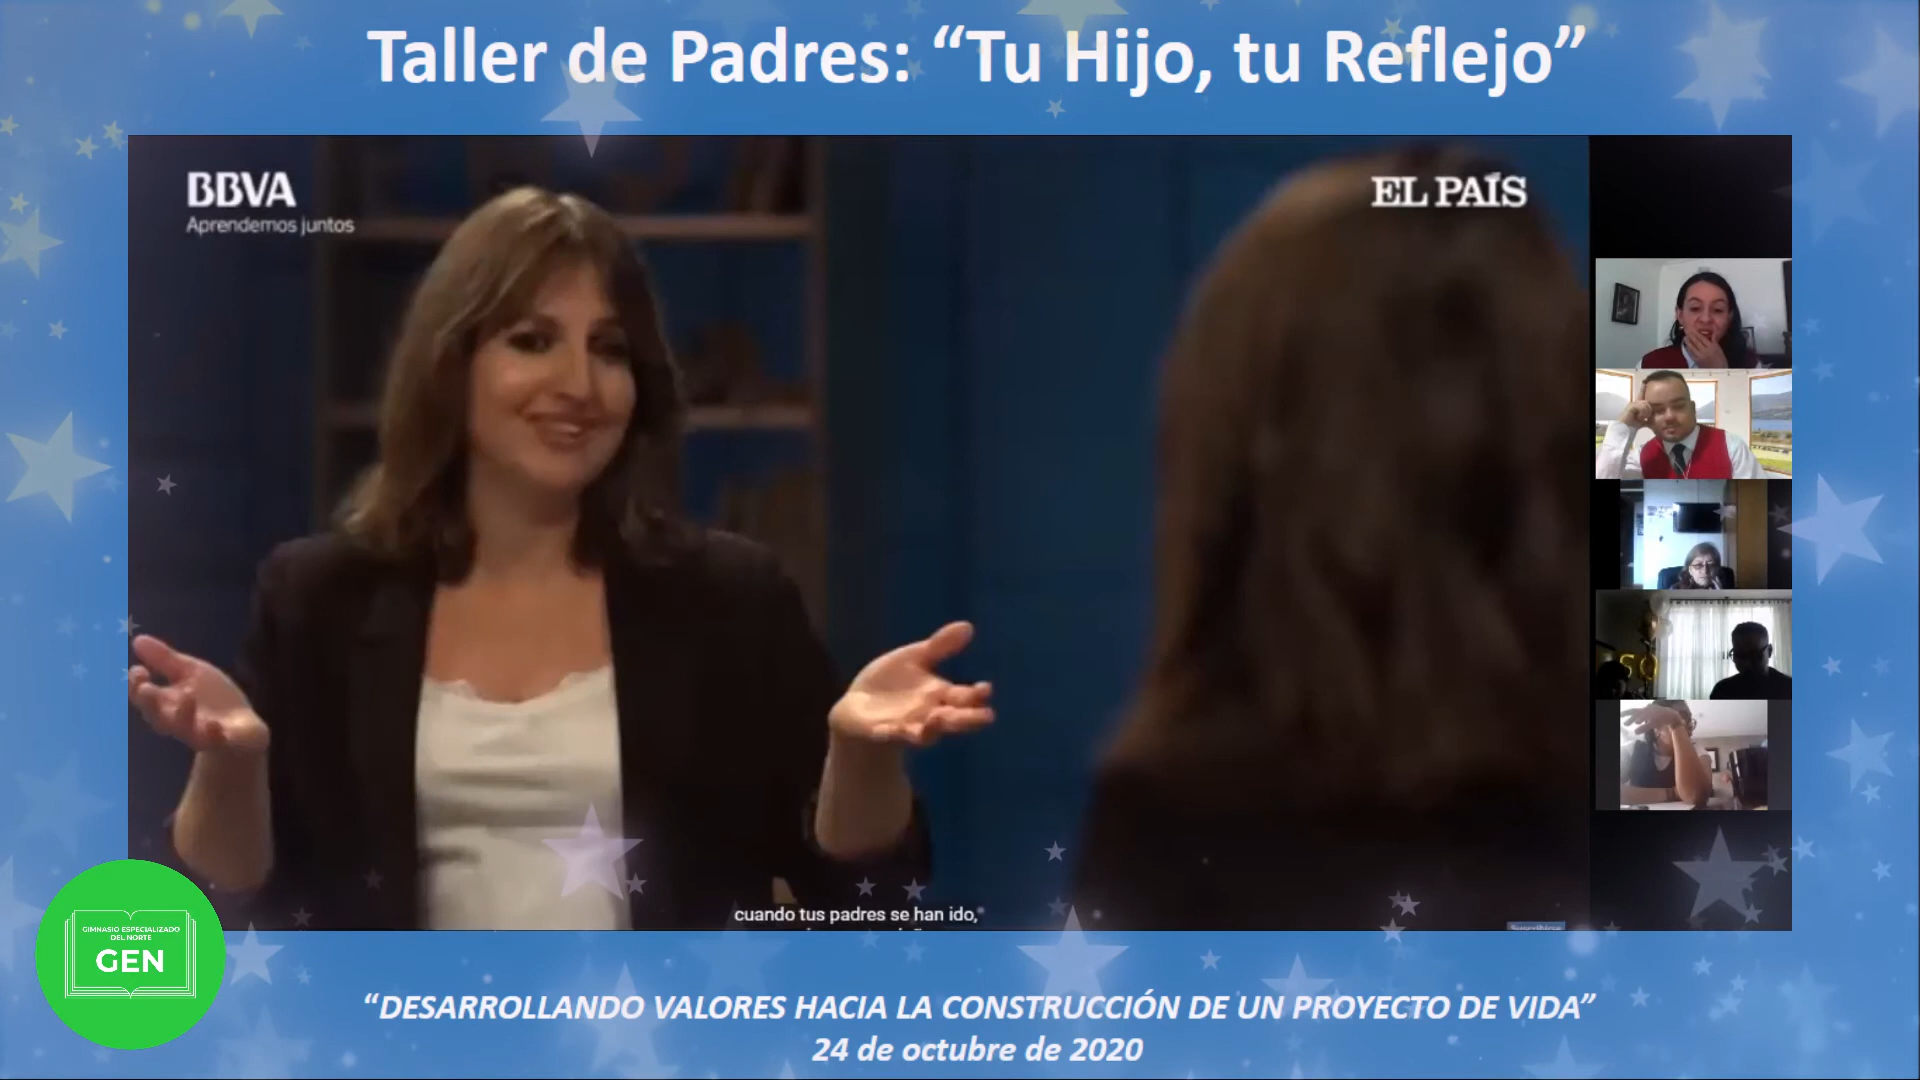 Taller de Padres: “Tu Hijo, tu Reflejo”
BBVA
Aprendemos juntos
EL PAÍS
50
cuando tus padres se han ido,
Suscribirse
GIMNASIO ESPECIALIZADO
DEL NORTE
GEN
“DESARROLLANDO VALORES HACIA LA CONSTRUCCIÓN DE UN PROYECTO DE VIDA”
24 de octubre de 2020